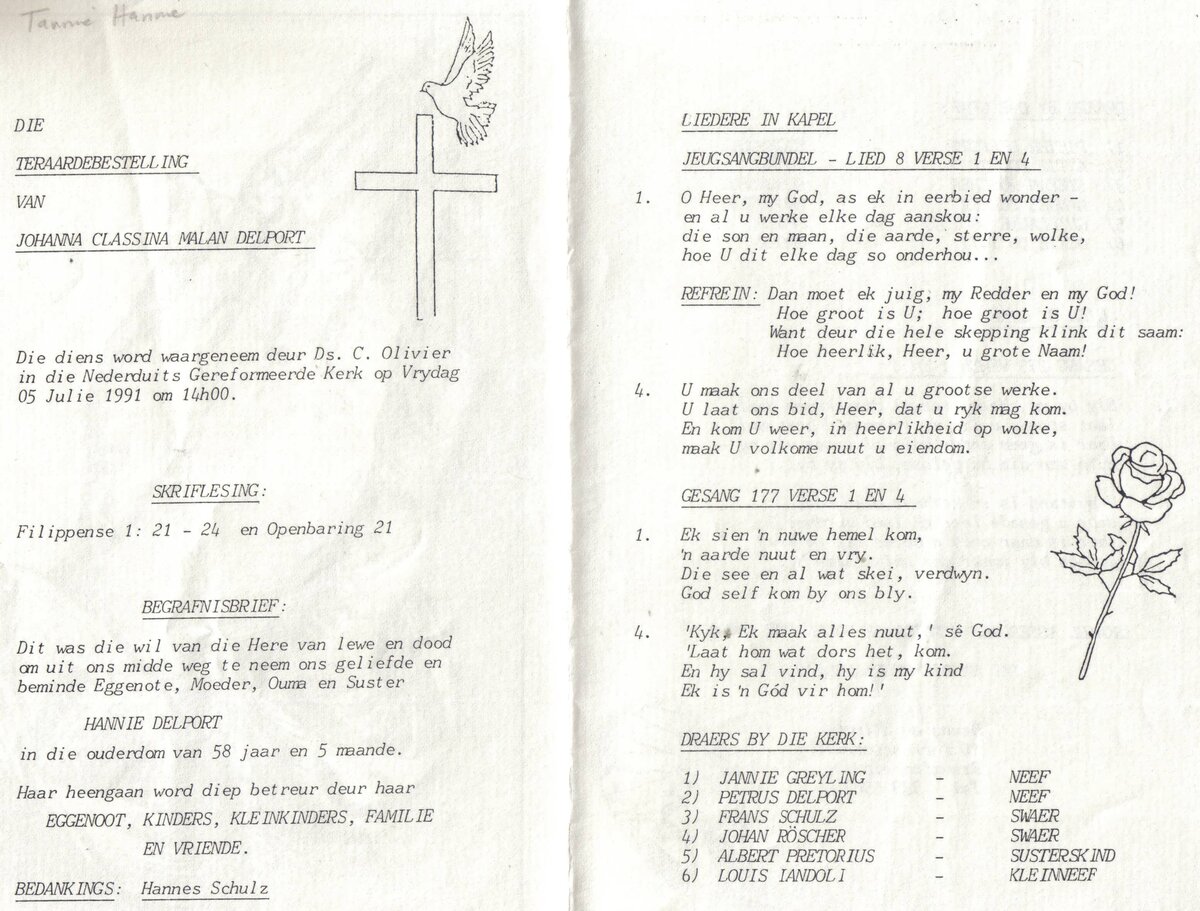 Tannie Hannie
DIE
TERAARDEBESTELLING
VAN
JOHANNA CLASSINA MALAN DELPORT
Die diens word waargeneem deur Ds. C. Olivier
in die Nederduits Gereformeerde Kerk op Vrydag
05 Julie 1991 om 14h00.
SKRIFLESING:
Filippense 1: 21 - 24 en Openbaring 21
BEGRAFNISBRIEF:
Dit was die wil van die Here van lewe en dood
om uit ons midde weg te neem ons geliefde en
beminde Eggenote, Moeder, Ouma en Suster
HANNIE DELPORT
in die ouderdom van 58 jaar en 5 maande.
Haar heengaan word diep betreur deur haar
EGGENOOT, KINDERS, KLEINKINDERS, FAMILIE
EN VRIENDE.
BEDANKINGS: Hannes Schulz
LIEDERE IN KAPEL
JEUGSANGBUNDEL - LIED 8 VERSE 1 EN 4
1. O Heer, my God, as ek in eerbied wonder -
en al u werke elke dag aanskou:
die son en maan, die aarde, sterre, wolke,
hoe U dit elke dag so onderhou...
REFREIN: Dan moet ek juig, my Redder en my God!
Hoe groot is U; hoe groot is U!
Want deur die hele skepping klink dit saam:
Hoe heerlik, Heer, u grote Naam!
4. U maak ons deel van al u grootse werke.
U laat ons bid, Heer, dat u ryk mag kom.
En kom U weer, in heerlikheid op wolke,
maak U volkome nuut u eiendom.
GESANG 177 VERSE 1 EN 4
1. Ek sien 'n nuwe hemel kom,
'n aarde nuut en vry.
Die see en al wat skei, verdwyn.
God self kom by ons bly.
4. 'Kyk, Ek maak alles nuut,' sê God.
'Laat hom wat dors het, kom.
En hy sal vind, hy is my kind
Ek is 'n Gód vir hom!'
DRAERS BY DIE KERK:
1) JANNIE GREYLING - NEEF
2) PETRUS DELPORT - NEEF
3) FRANS SCHULZ - SWAER
4) JOHAN RÖSCHER - SWAER
5) ALBERT PRETORIUS - SUSTERSKIND
6) LOUIS IANDOLI - KLEINNEEF